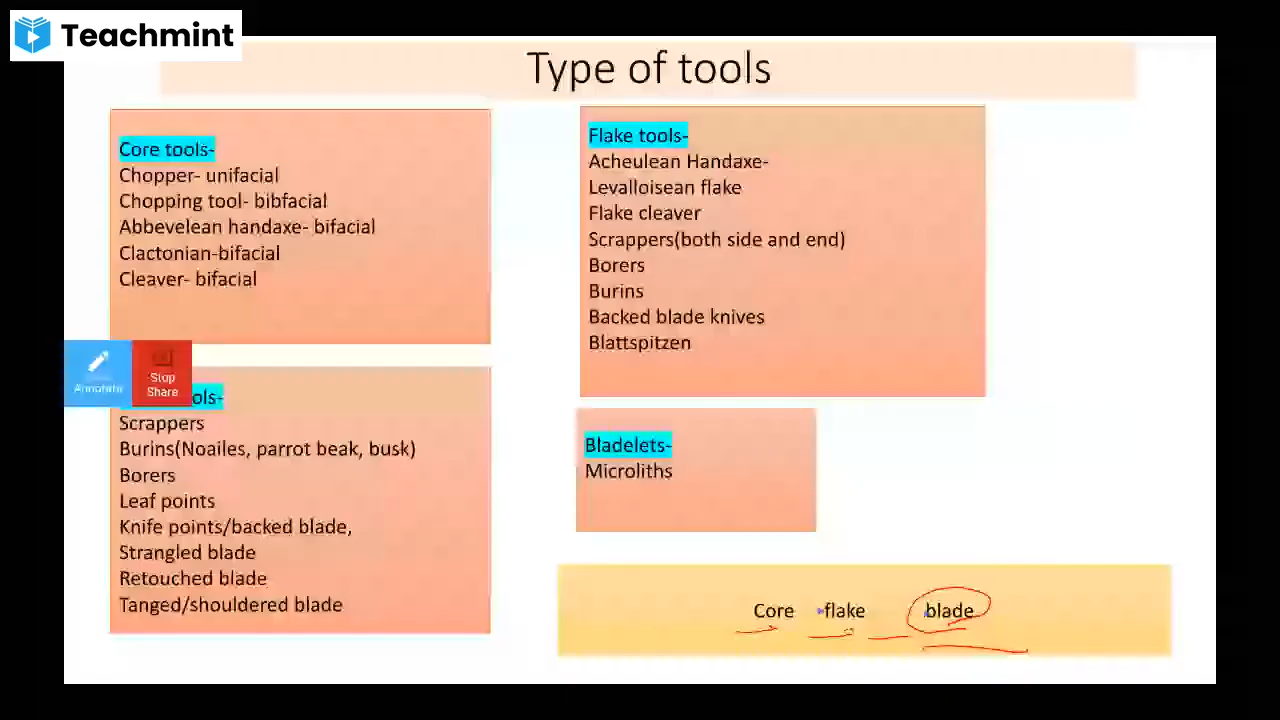 Teachmint
Type of tools
Core tools-
Chopper- unifacial
Chopping tool- bibfacial
Abbevelean handaxe- bifacial
Clactonian-bifacial
Cleaver- bifacial
Flake tools-
Acheulean Handaxe-
Levalloisean flake
Flake cleaver
Scrappers(both side and end)
Borers
Burins
Backed blade knives
Blattspitzen
Annotate
Stop
Share
ols-
Scrappers
Burins(Noailes, parrot beak, busk)
Borers
Leaf points
Knife points/backed blade,
Strangled blade
Retouched blade
Tanged/shouldered blade
Bladelets-
Microliths
Core flake blade